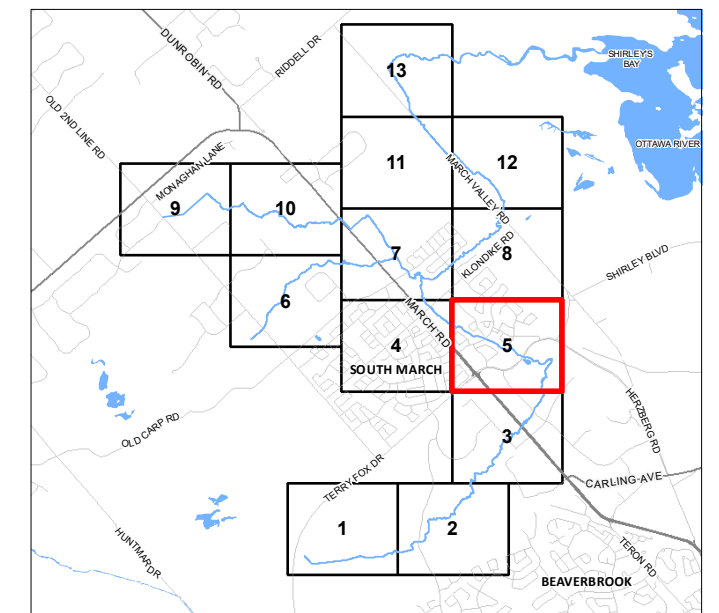 DUNROBIN RD
RIDDELL DR
SHIRLEY'S
BAY
13
OLD 2ND LINE RD
OTTAWA RIVER
MONAGHAN LANE
11
12
MARCH VALLEY RD
9
10
7
KLONDIKE RD
8
SHIRLEY BLVD
6
MARCH RD
4
5
SOUTH MARCH
HERZBERG RD
OLD CARP RD
3
TERRY FOX DR
CARLING AVE
1
2
HUNTMAR DR
TERON RD
BEAVERBROOK